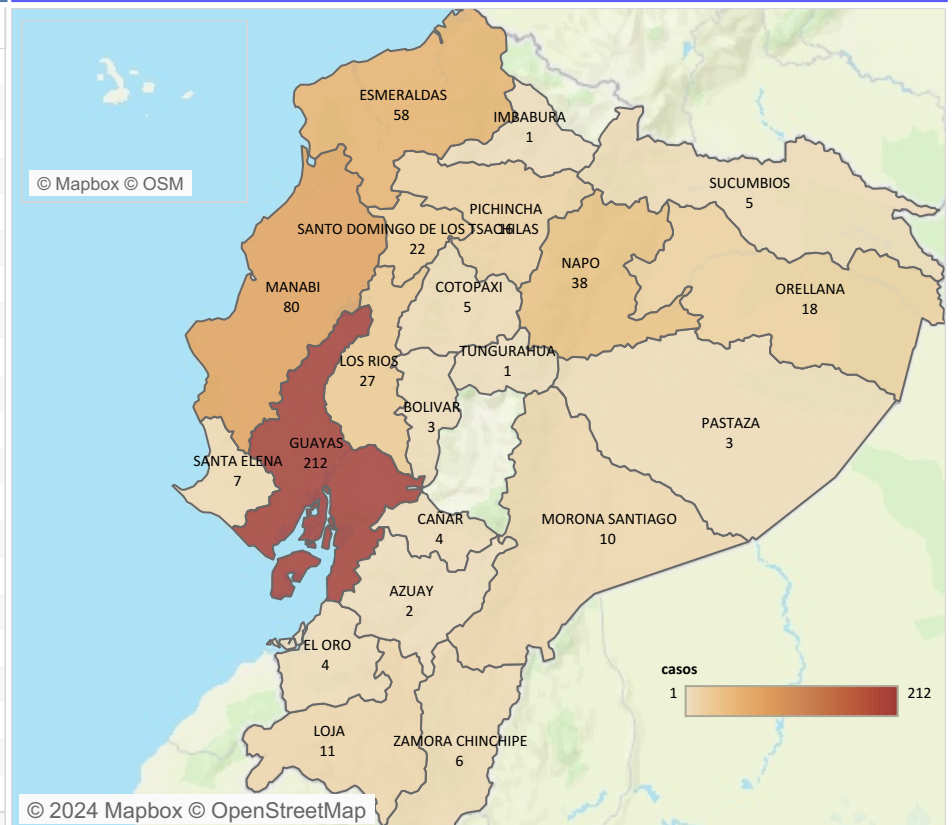 ESMERALDAS
58
IMBABURA
1
© Mapbox © OSM
SUCUMBIOS
5
PICHINCHA
16
SANTO DOMINGO DE LOS TSACHILAS
22
NAPO
38
COTOPAXI
5
MANABI
80
ORELLANA
18
TUNGURAHUA
1
LOS RIOS
27
BOLIVAR
3
PASTAZA
3
GUAYAS
212
SANTA ELENA
7
CAÑAR
4
MORONA SANTIAGO
10
AZUAY
2
EL ORO
4
casos
1 212
LOJA
11
ZAMORA CHINCHIPE
6
© 2024 Mapbox © OpenStreetMap